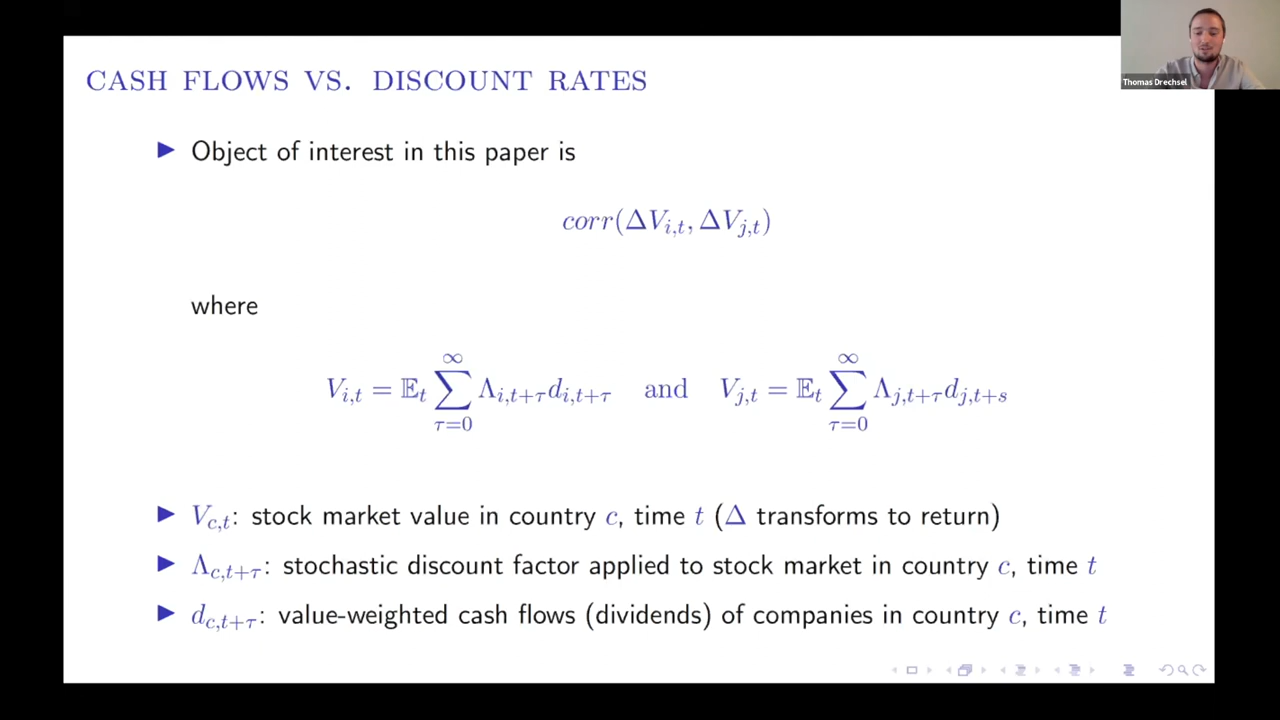 CASH FLOWS VS. DISCOUNT RATES
Thomas Drechsel
▶ Object of interest in this paper is
corr(ΔV_{i,t}, ΔV_{j,t})
where
V_{i,t} = 𝔼_t ∑_{τ=0}^{∞} Λ_{i,t+τ} d_{i,t+τ} and V_{j,t} = 𝔼_t ∑_{τ=0}^{∞} Λ_{j,t+τ} d_{j,t+s}
▶ V_{c,t}: stock market value in country c, time t (Δ transforms to return)
▶ Λ_{c,t+τ}: stochastic discount factor applied to stock market in country c, time t
▶ d_{c,t+τ}: value-weighted cash flows (dividends) of companies in country c, time t